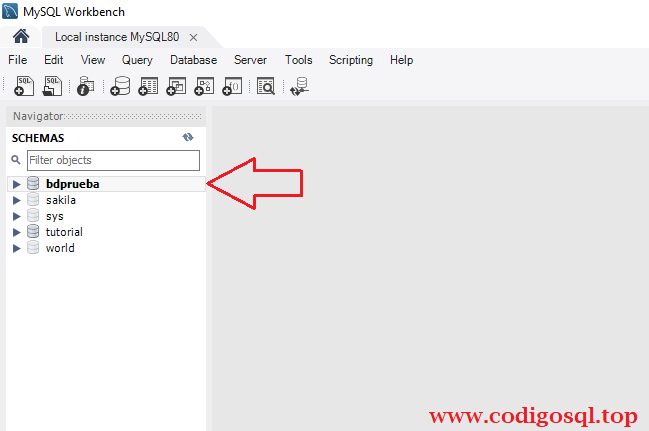 MySQL Workbench
Local instance MySQL80
File Edit View Query Database Server Tools Scripting Help
SQL
Navigator
SCHEMAS
Filter objects
bdprueba
sakila
sys
tutorial
world
www.codigosql.top